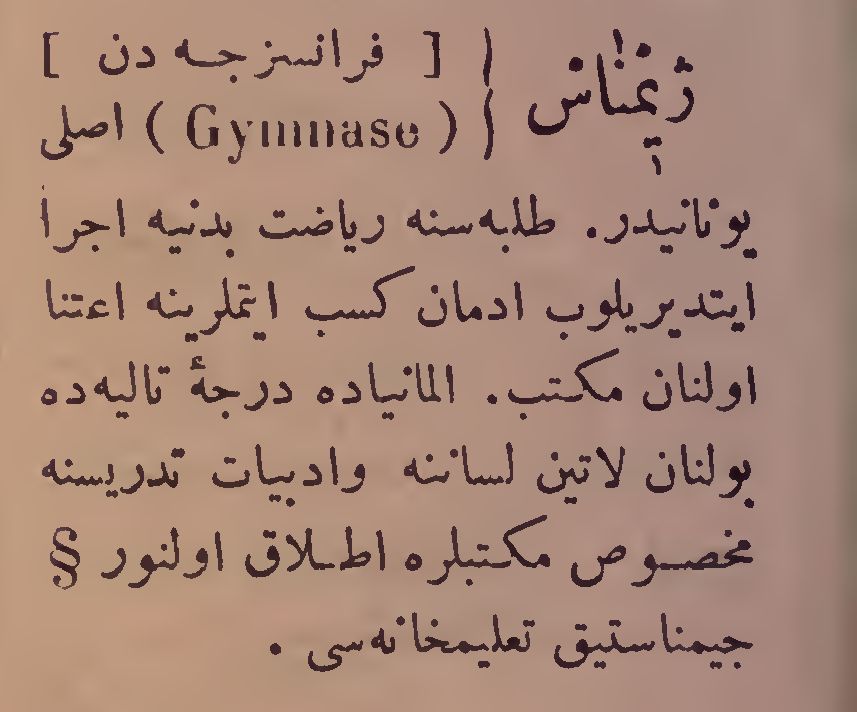 ژیمناس { [ فرانسزجه دن ]
( Gymnase ) اصلی
یونانیدر. طلبه‌سنه ریاضت بدنیه اجرا
ایتدیریلوب ادمان کسب ایتملرینه اعتنا
اولنان مکتب. المانیاده درجهٔ تالیه‌ده
بولنان لاتین لساننه وادبیات تدریسنه
مخصوص مکتبلره اطلاق اولنور §
جیمناستیق تعلیمخانه‌سی .